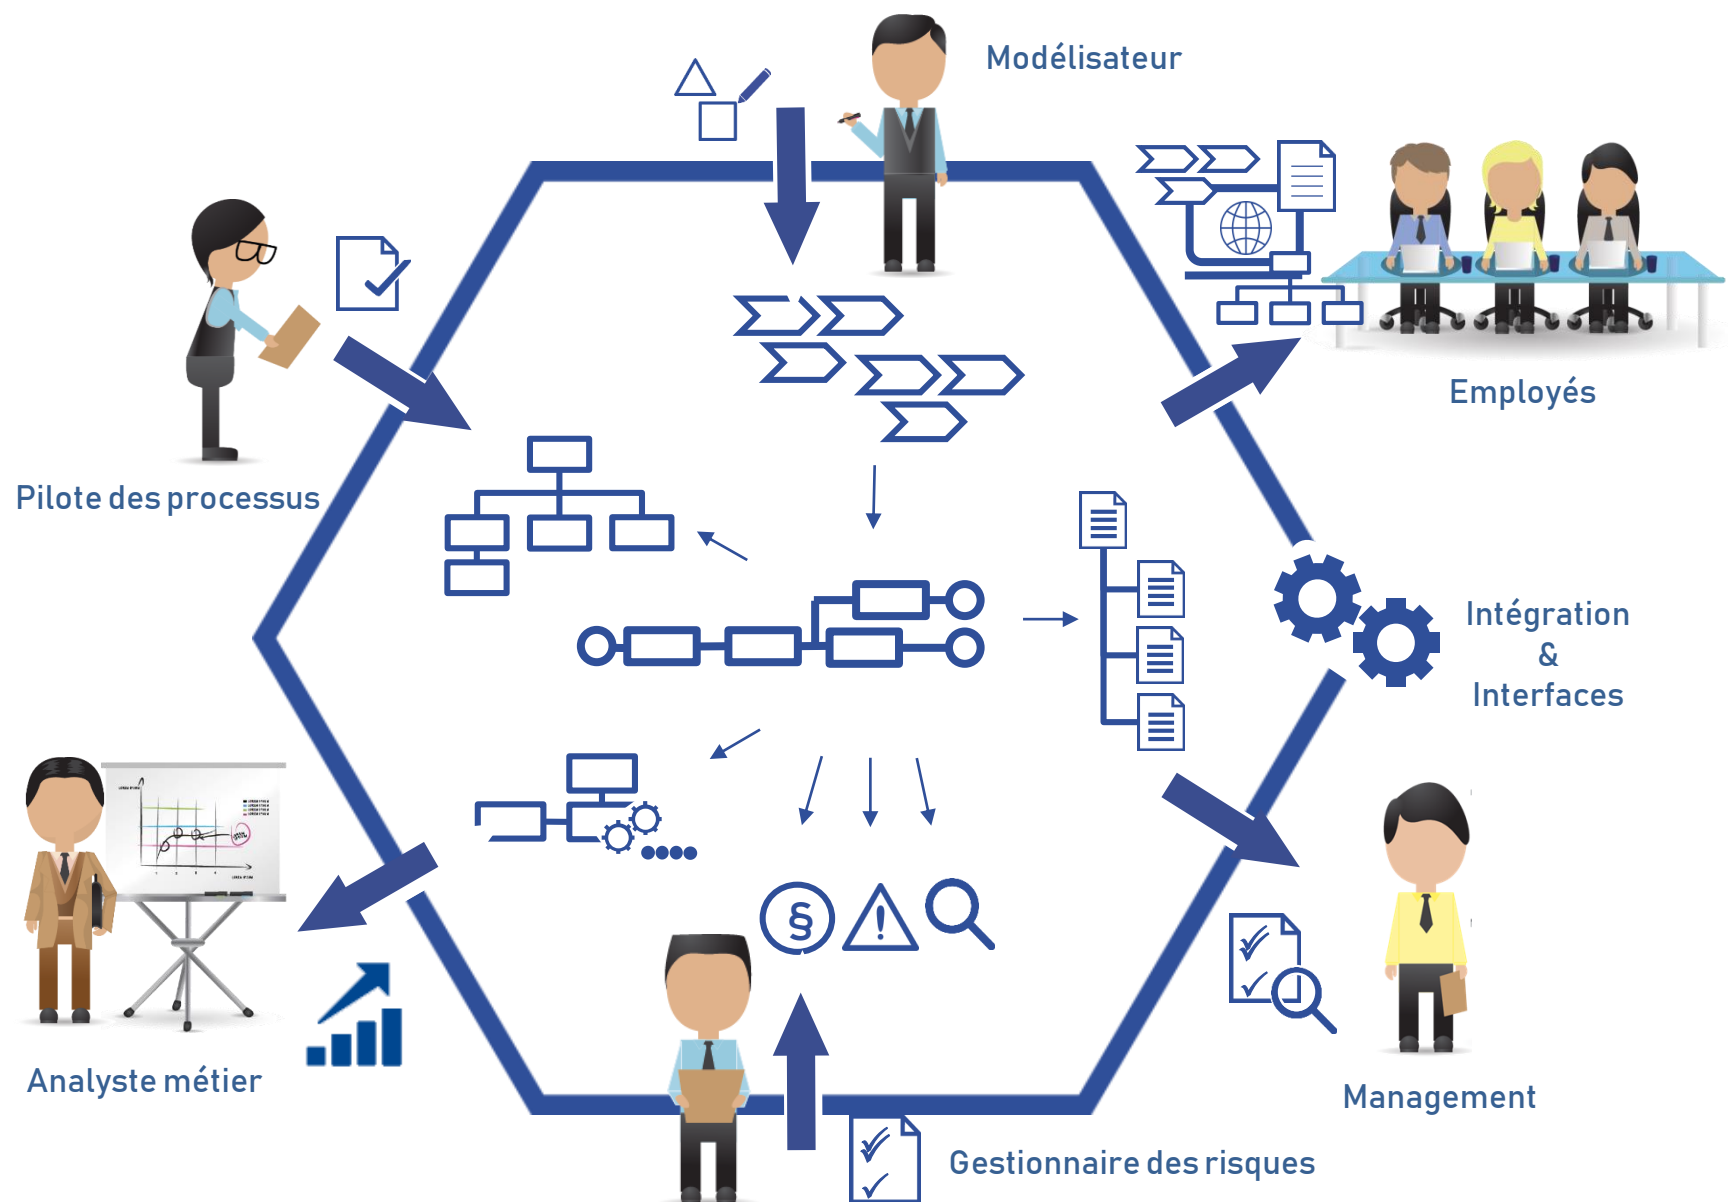 Modélisateur
Employés
Pilote des processus
Intégration
&
Interfaces
§
!
Analyste métier
Management
Gestionnaire des risques